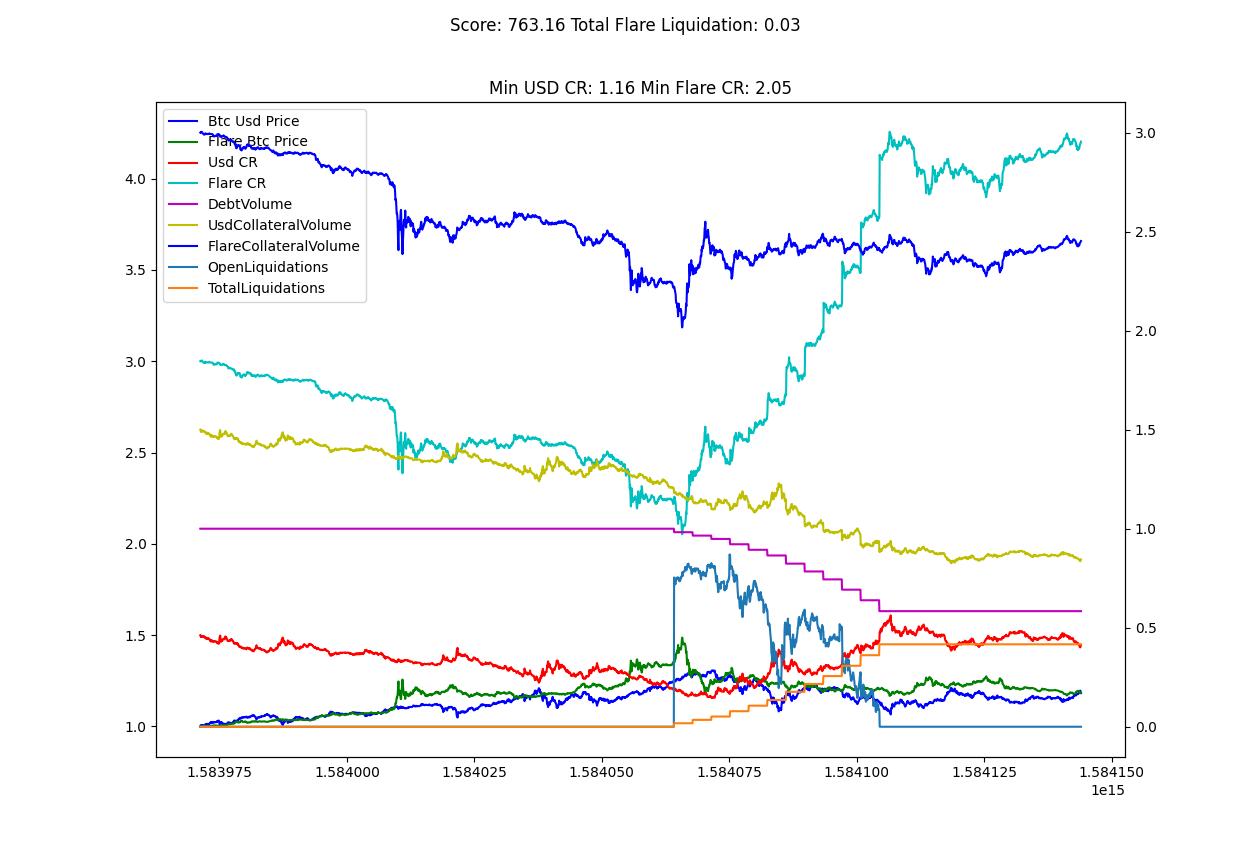 Score: 763.16 Total Flare Liquidation: 0.03
Min USD CR: 1.16 Min Flare CR: 2.05
Btc Usd Price
Flare Btc Price
Usd CR
Flare CR
DebtVolume
UsdCollateralVolume
FlareCollateralVolume
OpenLiquidations
TotalLiquidations
4.0
3.5
3.0
2.5
2.0
1.5
1.0
3.0
2.5
2.0
1.5
1.0
0.5
0.0
1.583975 1.584000 1.584025 1.584050 1.584075 1.584100 1.584125 1.584150
1e15